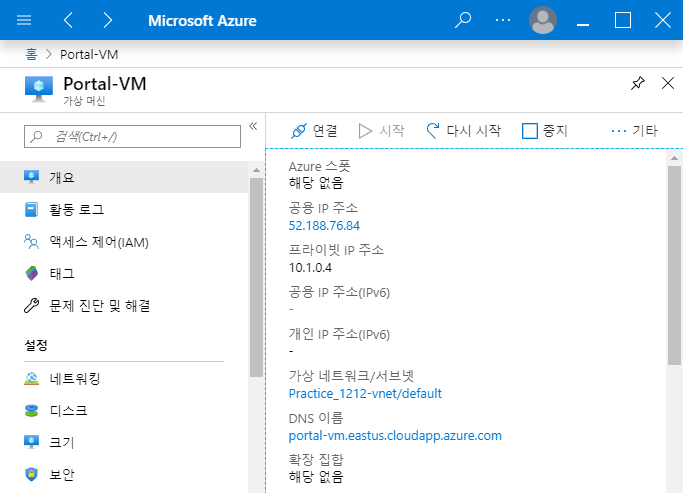 Microsoft Azure
홈 > Portal-VM
Portal-VM
가상 머신
검색(Ctrl+/)
«
개요
활동 로그
액세스 제어(IAM)
태그
문제 진단 및 해결
설정
네트워킹
디스크
크기
보안
연결 시작 다시 시작 중지 ··· 기타
Azure 스폿
해당 없음
공용 IP 주소
52.188.76.84
프라이빗 IP 주소
10.1.0.4
공용 IP 주소(IPv6)
-
개인 IP 주소(IPv6)
-
가상 네트워크/서브넷
Practice_1212-vnet/default
DNS 이름
portal-vm.eastus.cloudapp.azure.com
확장 집합
해당 없음